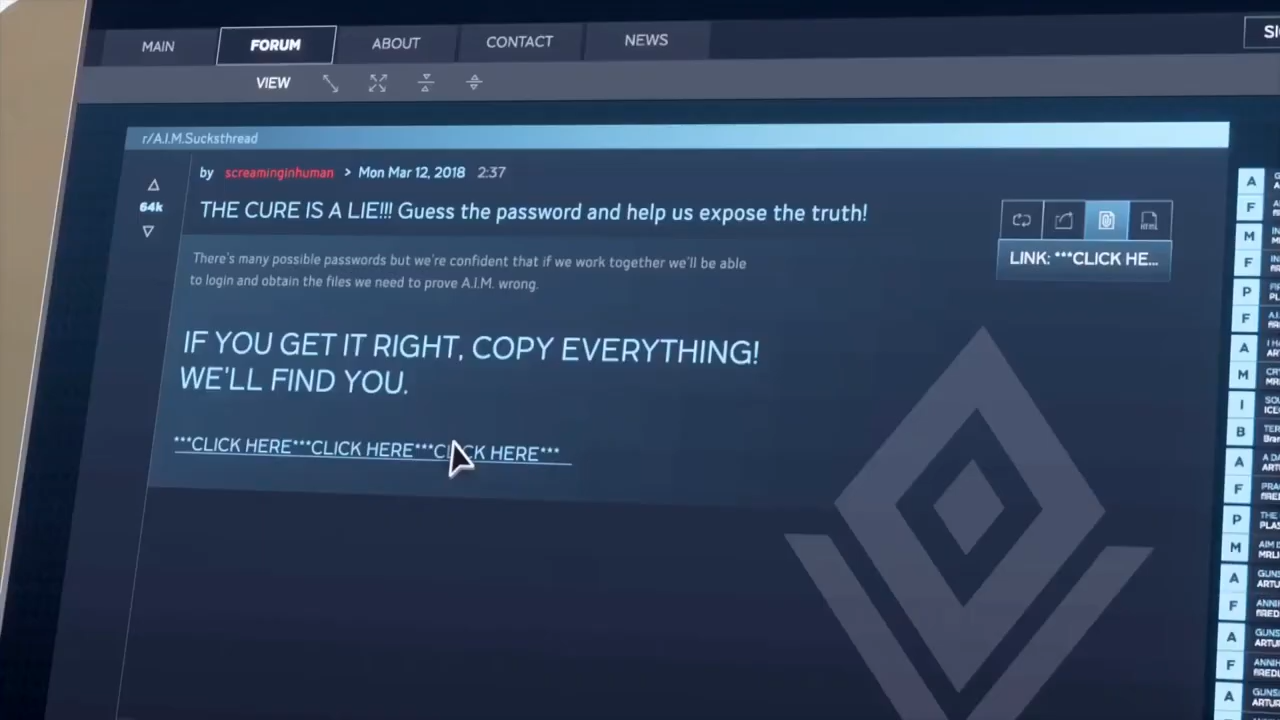 MAIN
FORUM
ABOUT
CONTACT
NEWS
VIEW
r/A.I.M.Sucksthread
by screaminginhuman > Mon Mar 12, 2018 2:37
64k
THE CURE IS A LIE!!! Guess the password and help us expose the truth!
There's many possible passwords but we're confident that if we work together we'll be able
to login and obtain the files we need to prove A.I.M. wrong.
HTML
LINK: ***CLICK HE...
IF YOU GET IT RIGHT, COPY EVERYTHING!
WE'LL FIND YOU.
***CLICK HERE***CLICK HERE***CLICK HERE***
A
F
M
F
P
F
A
M
I
B
A
F
P
M
A
F
A
F
A